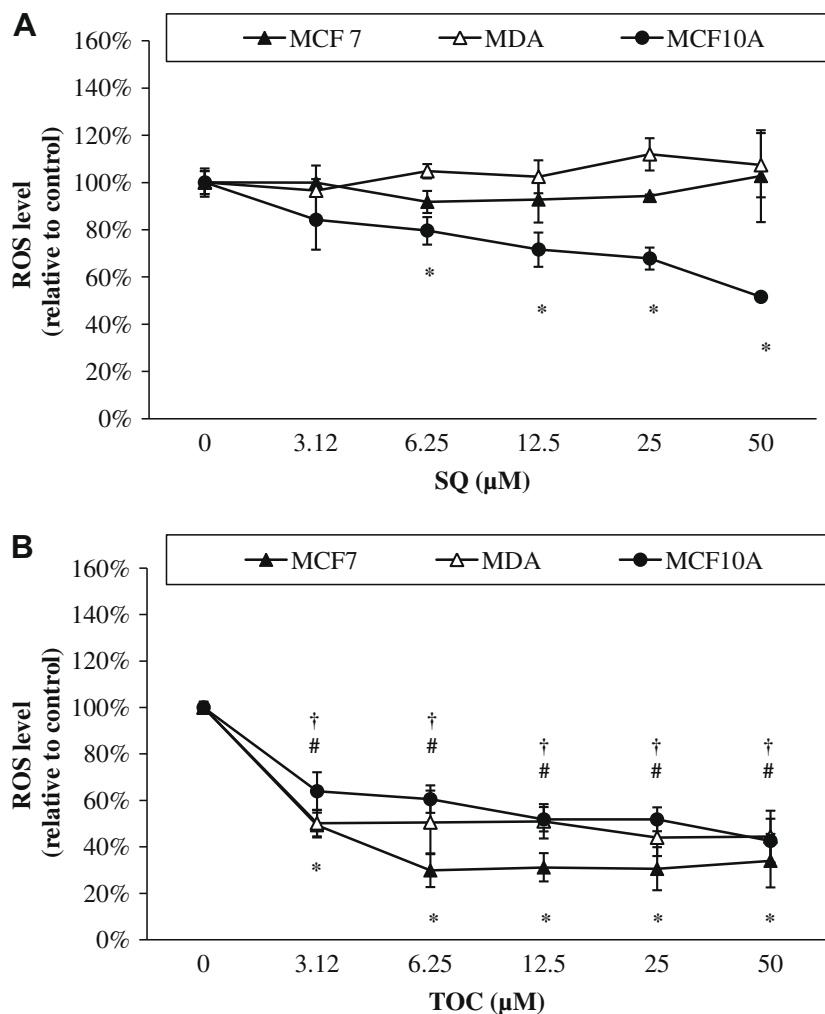 A
MCF 7 MDA MCF10A
160%
140%
120%
100%
80%
60%
40%
20%
0%
ROS level
(relative to control)
* * * *
0 3.12 6.25 12.5 25 50
SQ (µM)
B
MCF7 MDA MCF10A
160%
140%
120%
100%
80%
60%
40%
20%
0%
ROS level
(relative to control)
† † † † †
# # # # #
* * * * *
0 3.12 6.25 12.5 25 50
TOC (µM)